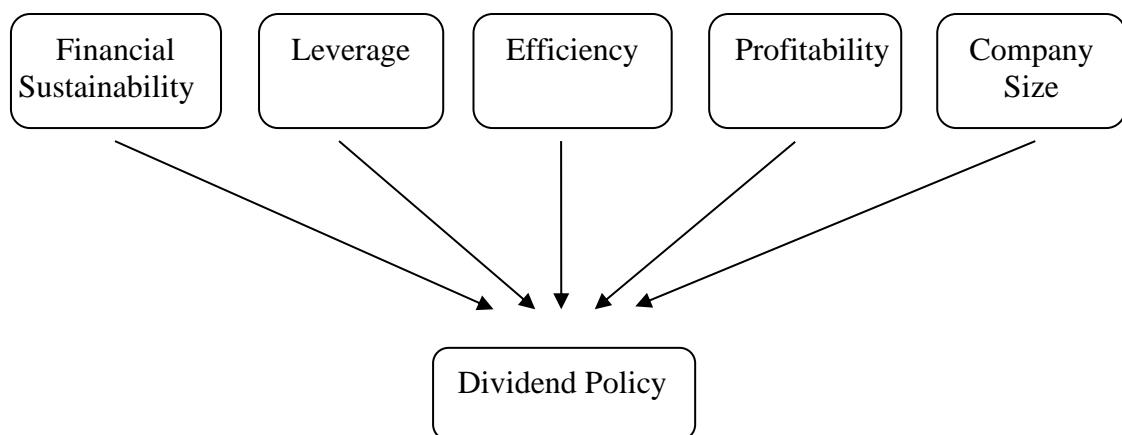 Financial
Sustainability
Leverage
Efficiency
Profitability
Company
Size
Dividend Policy